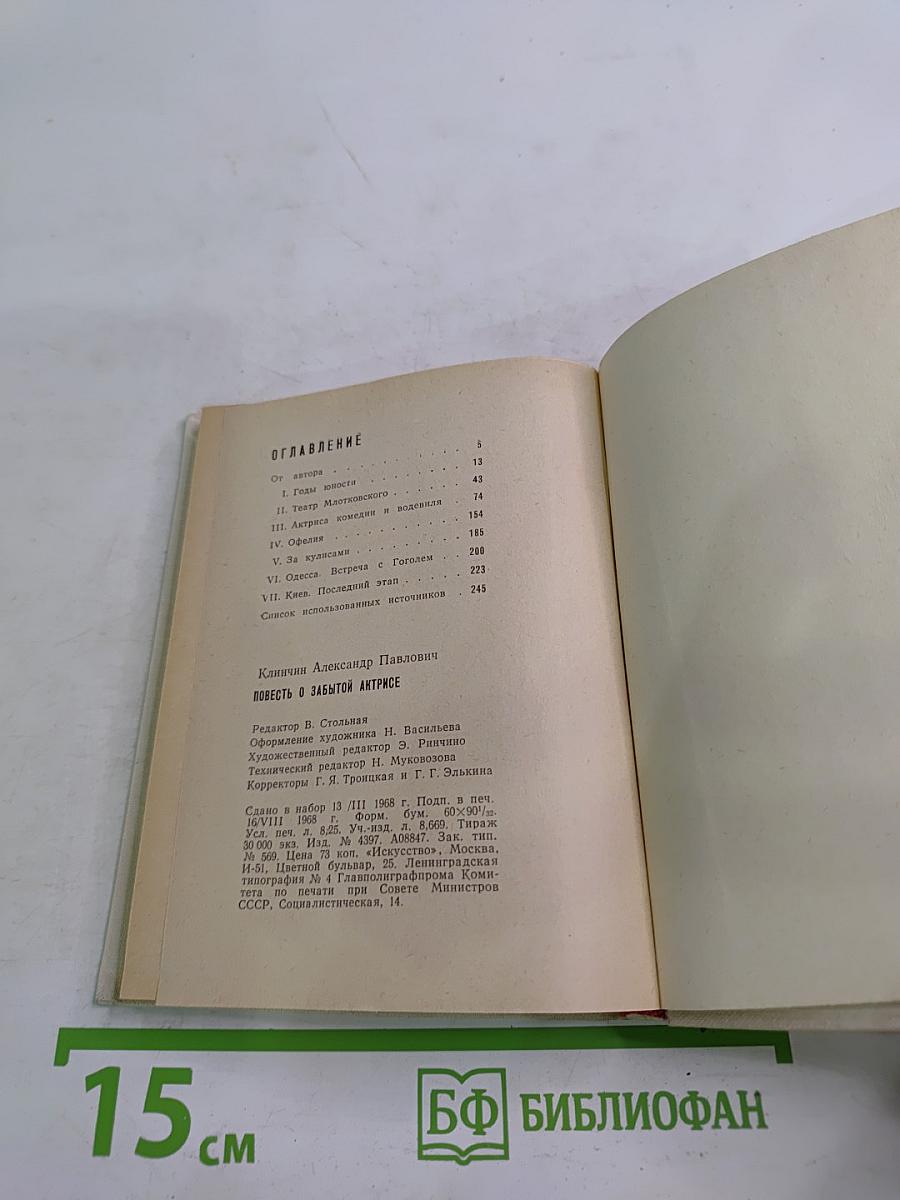 ОГЛАВЛЕНИЕ
От автора . . . . . . . . . . . 5
I. Годы юности . . . . . . . . 13
II. Театр Млотковского . . . . . . 43
III. Актриса комедии и водевиля . 74
IV. Офелия . . . . . . . . . . 154
V. За кулисами . . . . . . . . 185
VI. Одесса. Встреча с Гоголем . . 200
VII. Киев. Последний этап . . . . . 223
Список использованных источников . 245
Клинчин Александр Павлович
ПОВЕСТЬ О ЗАБЫТОЙ АКТРИСЕ
Редактор В. Стольная
Оформление художника Н. Васильева
Художественный редактор Э. Ринчино
Технический редактор Н. Муковозова
Корректоры Г. Я. Троицкая и Г. Г. Элькина
Сдано в набор 13 /III 1968 г. Подп. в печ.
16/VIII 1968 г. Форм. бум. 60×90¹/₃₂.
Усл. печ. л. 8,25. Уч.-изд. л. 8,669. Тираж
30 000 экз. Изд. № 4397. А08847. Зак. тип.
№ 569. Цена 73 коп. «Искусство», Москва,
И-51, Цветной бульвар, 25. Ленинградская
типография № 4 Главполиграфпрома Коми-
тета по печати при Совете Министров
СССР, Социалистическая, 14.
15 см
БФ БИБЛИОФАН